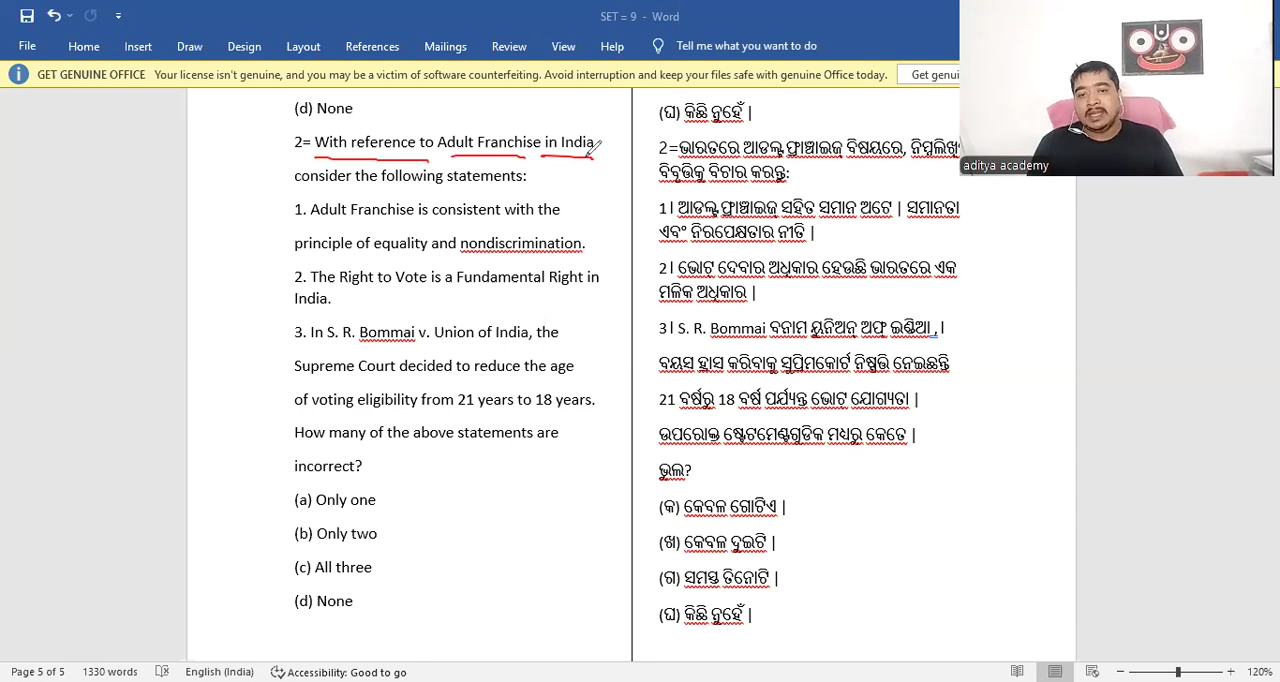 SET = 9 - Word
File Home Insert Draw Design Layout References Mailings Review View Help Tell me what you want to do
GET GENUINE OFFICE Your license isn't genuine, and you may be a victim of software counterfeiting. Avoid interruption and keep your files safe with genuine Office today. Get genui
aditya academy
(d) None
2= With reference to Adult Franchise in India
consider the following statements:
1. Adult Franchise is consistent with the
principle of equality and nondiscrimination.
2. The Right to Vote is a Fundamental Right in
India.
3. In S. R. Bommai v. Union of India, the
Supreme Court decided to reduce the age
of voting eligibility from 21 years to 18 years.
How many of the above statements are
incorrect?
(a) Only one
(b) Only two
(c) All three
(d) None
(ଘ) କିଛି ନୁହେଁ |
2=ଭାରତରେ ଆଡଲ୍ଟ ଫ୍ରାଞ୍ଚାଇଜ୍ ବିଷୟରେ, ନିମ୍ନଲିଖ
ବିବୃତ୍ତିକୁ ବିଚାର କରନ୍ତୁ:
1। ଆଡଲ୍ଟ ଫ୍ରାଞ୍ଚାଇଜ୍ ସହିତ ସମାନ ଅଟେ | ସମାନତା
ଏବଂ ନିରପେକ୍ଷତାର ନୀତି |
2। ଭୋଟ୍ ଦେବାର ଅଧିକାର ହେଉଛି ଭାରତରେ ଏକ
ମଳିକ ଅଧିକାର |
3। S. R. Bommai ବନାମ ୟୁନିଅନ୍ ଅଫ୍ ଇଣ୍ଡିଆ ,।
ବୟସ ହ୍ରାସ କରିବାକୁ ସୁପ୍ରିମକୋର୍ଟ ନିଷ୍ପତ୍ତି ନେଇଛନ୍ତି
21 ବର୍ଷରୁ 18 ବର୍ଷ ପର୍ଯ୍ୟନ୍ତ ଭୋଟ୍ ଯୋଗ୍ୟତା |
ଉପରୋକ୍ତ ଷ୍ଟେଟମେଣ୍ଟଗୁଡିକ ମଧ୍ୟରୁ କେତେ |
ଭୁଲ?
(କ) କେବଳ ଗୋଟିଏ |
(ଖ) କେବଳ ଦୁଇଟି |
(ଗ) ସମସ୍ତ ତିନୋଟି |
(ଘ) କିଛି ନୁହେଁ |
Page 5 of 5 1330 words English (India) Accessibility: Good to go 120%